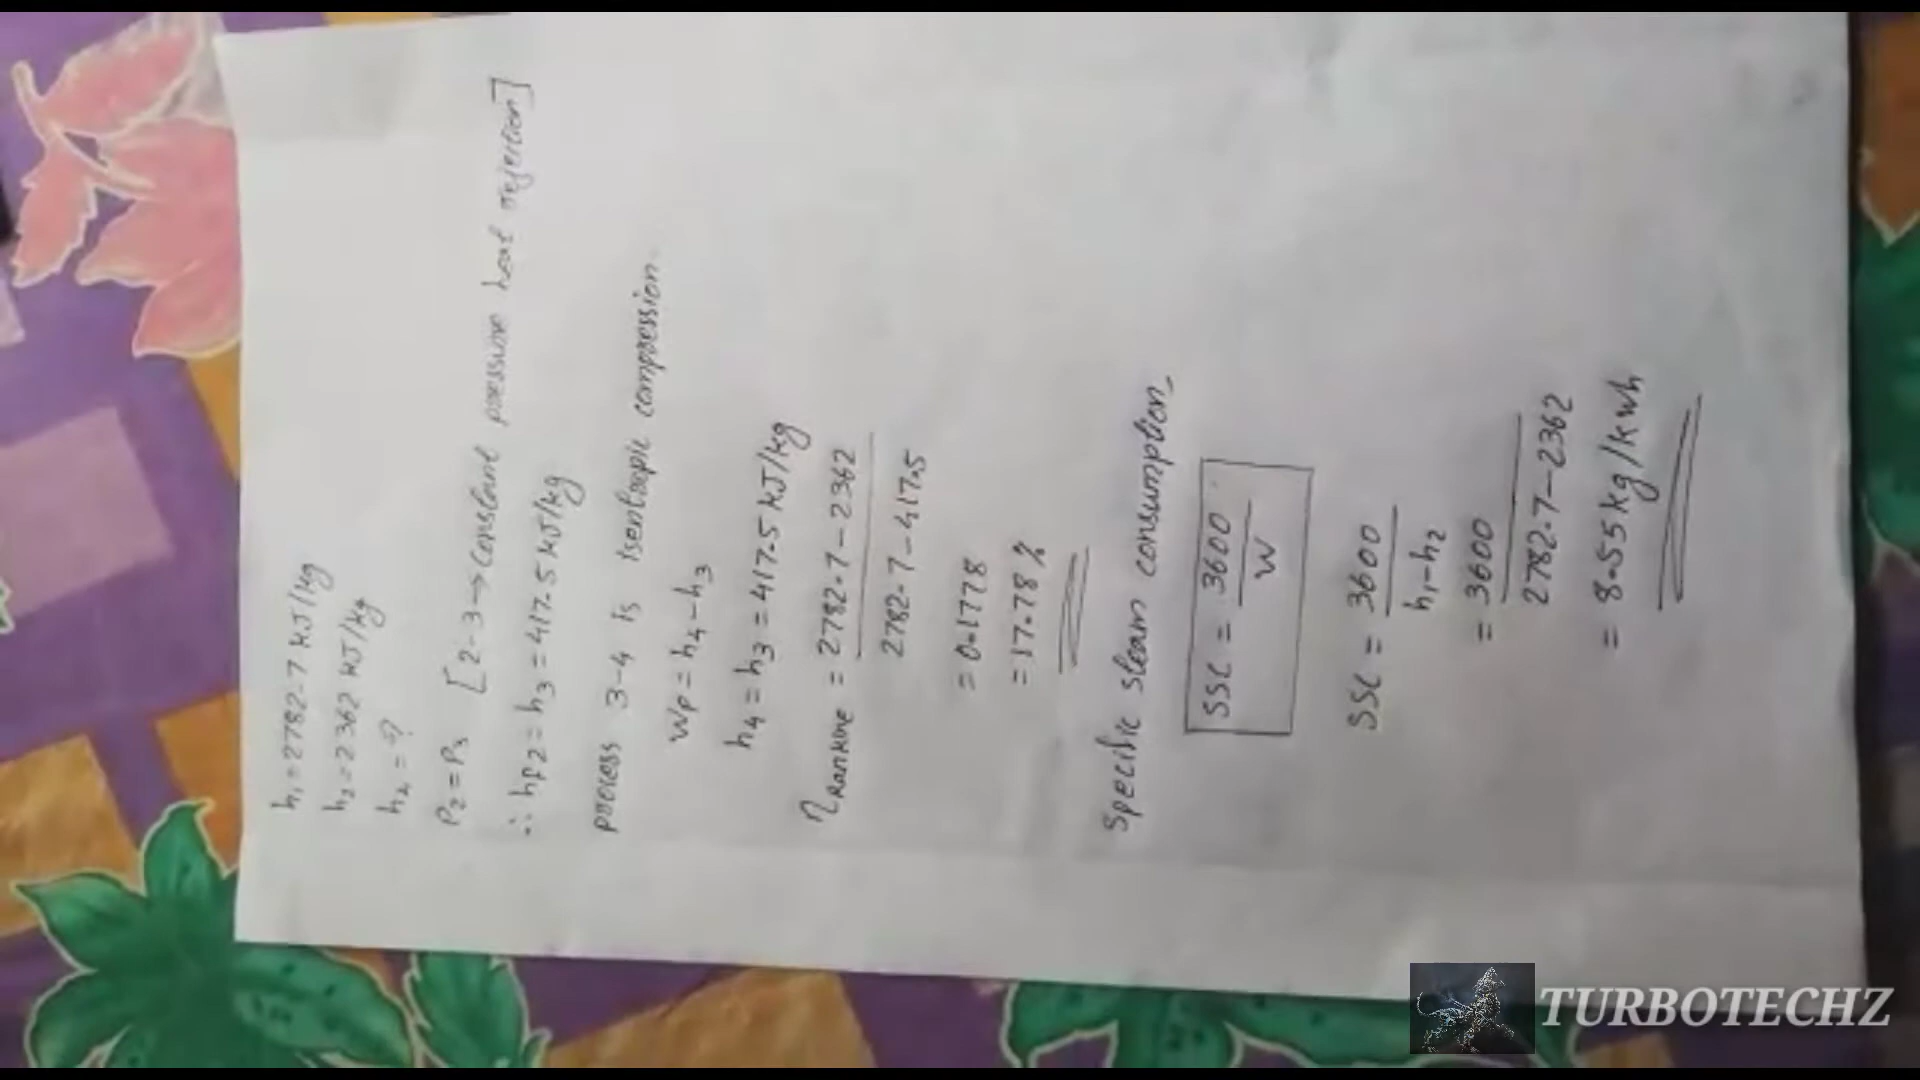 h₁ = 2782.7 KJ/kg
h₂ = 2362 KJ/kg
h₄ = ?
P₂ = P₃ [2-3 → constant pressure heat rejection]
∴ hf2 = h₃ = 417.5 KJ/kg
process 3-4 is isentropic compression.
Wp = h₄ - h₃
h₄ = h₃ = 417.5 KJ/kg
η RANKINE = 2782.7 - 2362
2782.7 - 417.5
= 0.1778
= 17.78 %
Specific steam consumption,
SSC = 3600
W
SSC = 3600
h₁ - h₂
= 3600
2782.7 - 2362
= 8.55 kg/kwh
TURBOTECHZ